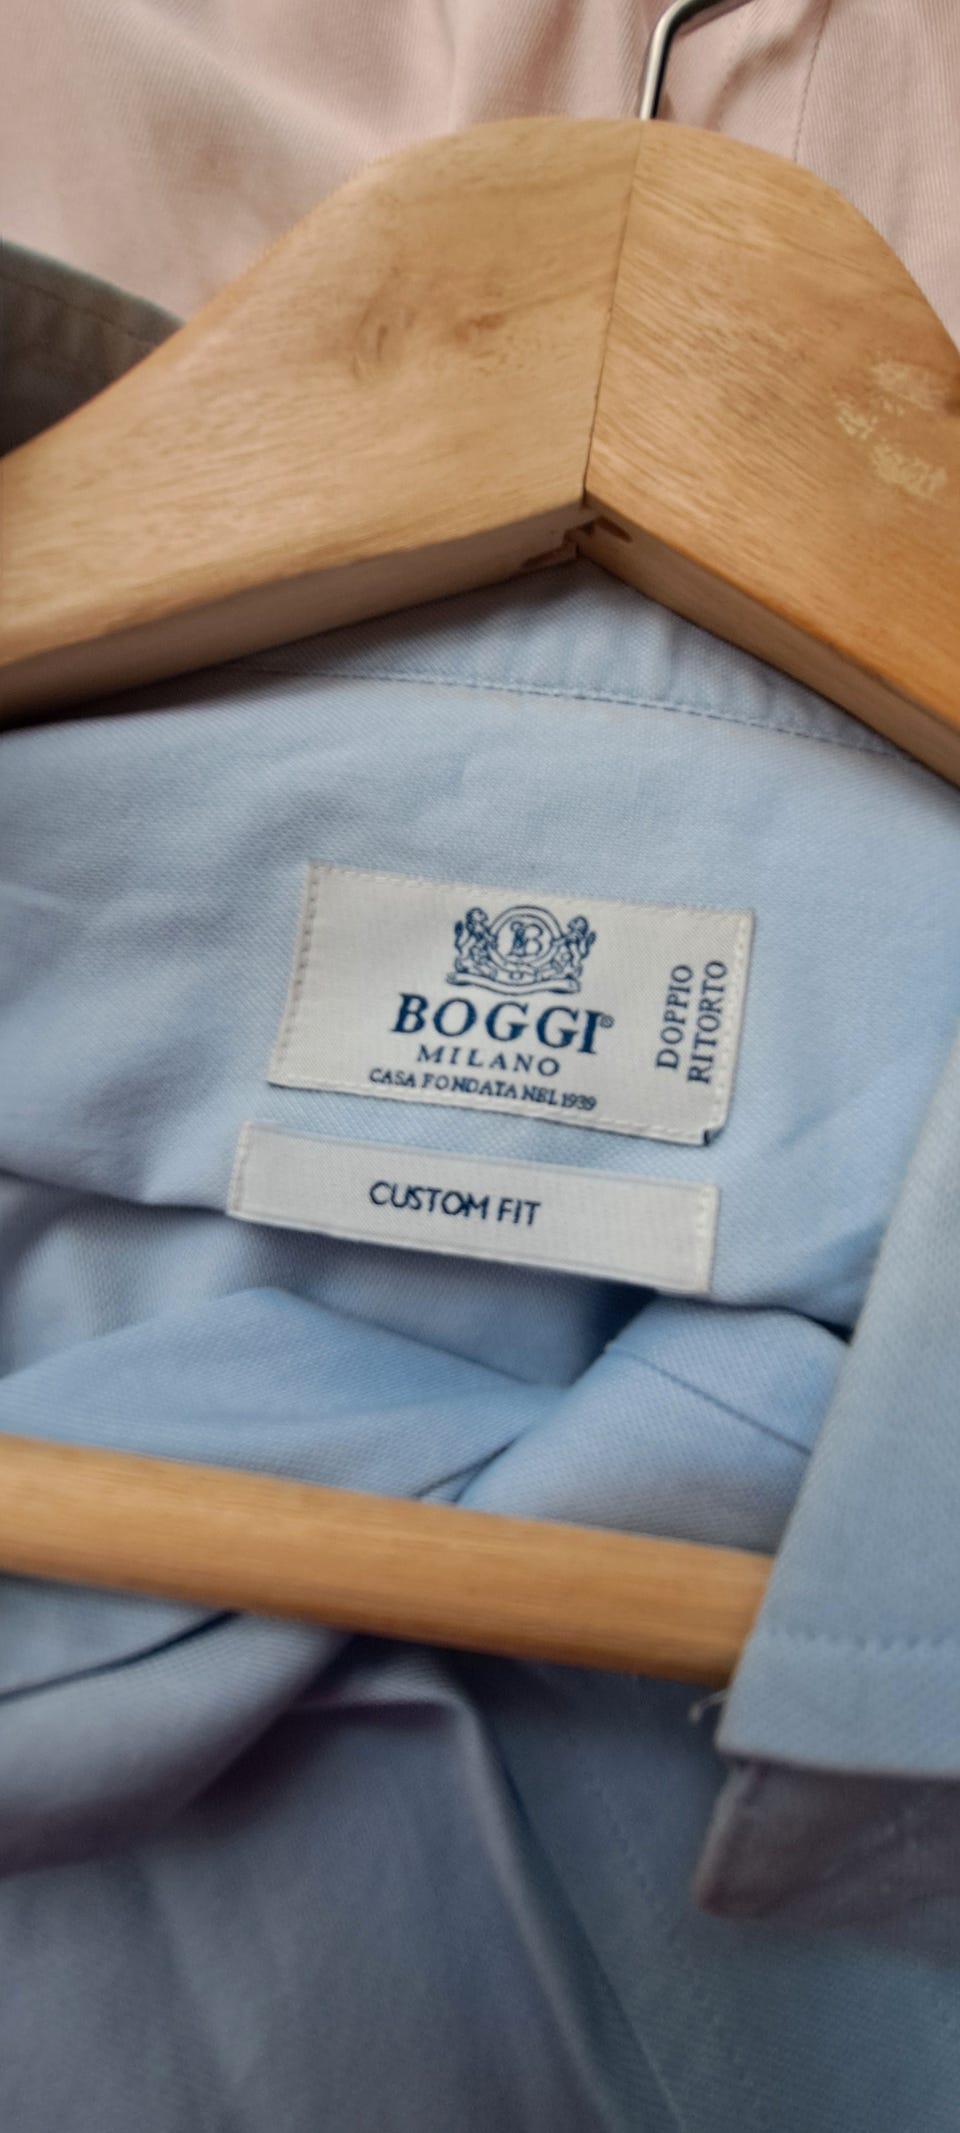 B
BOGGI®
MILANO
CASA FONDATA NEL 1939
DOPPIO
RITORTO
CUSTOM FIT